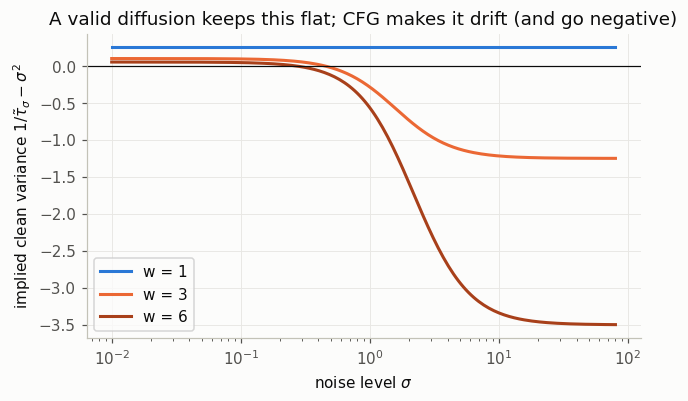 A valid diffusion keeps this flat; CFG makes it drift (and go negative)
implied clean variance 1/τ̃_σ − σ²
0.0
−0.5
−1.0
−1.5
−2.0
−2.5
−3.0
−3.5
w = 1
w = 3
w = 6
10⁻² 10⁻¹ 10⁰ 10¹ 10²
noise level σ